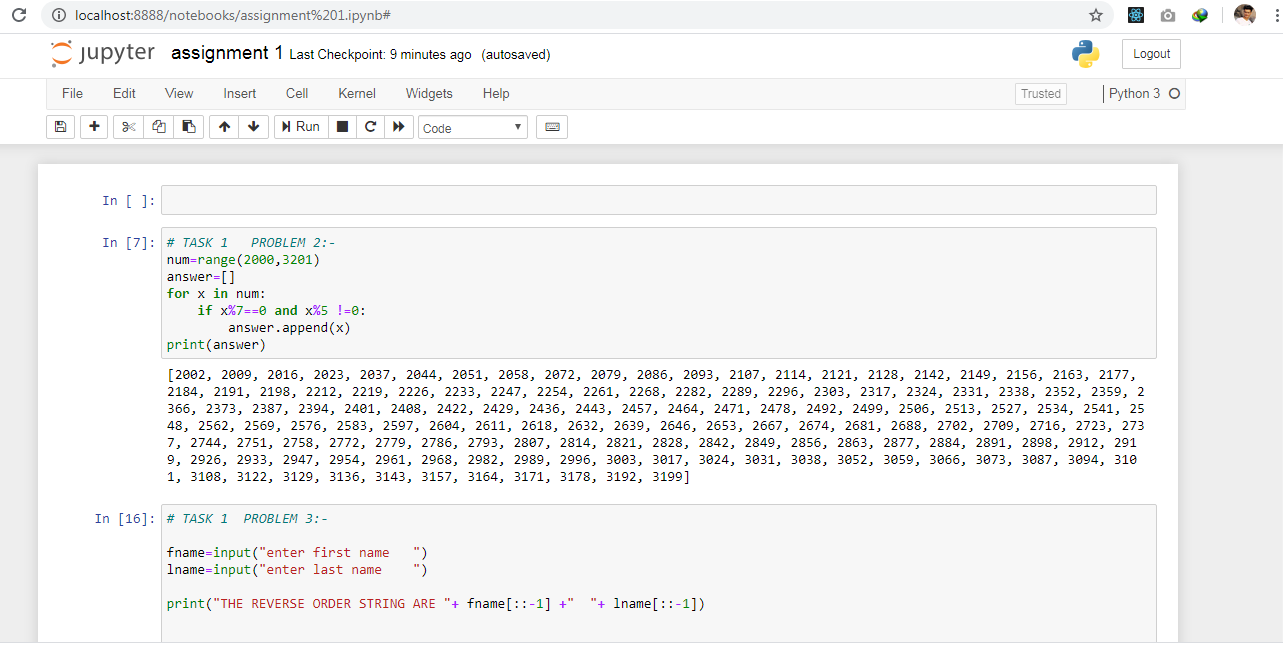 localhost:8888/notebooks/assignment%201.ipynb#
jupyter assignment 1 Last Checkpoint: 9 minutes ago (autosaved)
Logout
File Edit View Insert Cell Kernel Widgets Help
Trusted
Python 3
Run
Code
In [ ]:
In [7]:
# TASK 1   PROBLEM 2:-
num=range(2000,3201)
answer=[]
for x in num:
    if x%7==0 and x%5 !=0:
        answer.append(x)
print(answer)
[2002, 2009, 2016, 2023, 2037, 2044, 2051, 2058, 2072, 2079, 2086, 2093, 2107, 2114, 2121, 2128, 2142, 2149, 2156, 2163, 2177,
2184, 2191, 2198, 2212, 2219, 2226, 2233, 2247, 2254, 2261, 2268, 2282, 2289, 2296, 2303, 2317, 2324, 2331, 2338, 2352, 2359, 2
366, 2373, 2387, 2394, 2401, 2408, 2422, 2429, 2436, 2443, 2457, 2464, 2471, 2478, 2492, 2499, 2506, 2513, 2527, 2534, 2541, 25
48, 2562, 2569, 2576, 2583, 2597, 2604, 2611, 2618, 2632, 2639, 2646, 2653, 2667, 2674, 2681, 2688, 2702, 2709, 2716, 2723, 273
7, 2744, 2751, 2758, 2772, 2779, 2786, 2793, 2807, 2814, 2821, 2828, 2842, 2849, 2856, 2863, 2877, 2884, 2891, 2898, 2912, 291
9, 2926, 2933, 2947, 2954, 2961, 2968, 2982, 2989, 2996, 3003, 3017, 3024, 3031, 3038, 3052, 3059, 3066, 3073, 3087, 3094, 310
1, 3108, 3122, 3129, 3136, 3143, 3157, 3164, 3171, 3178, 3192, 3199]
In [16]:
# TASK 1  PROBLEM 3:-
fname=input("enter first name   ")
lname=input("enter last name    ")
print("THE REVERSE ORDER STRING ARE "+ fname[::-1] +"  "+ lname[::-1])